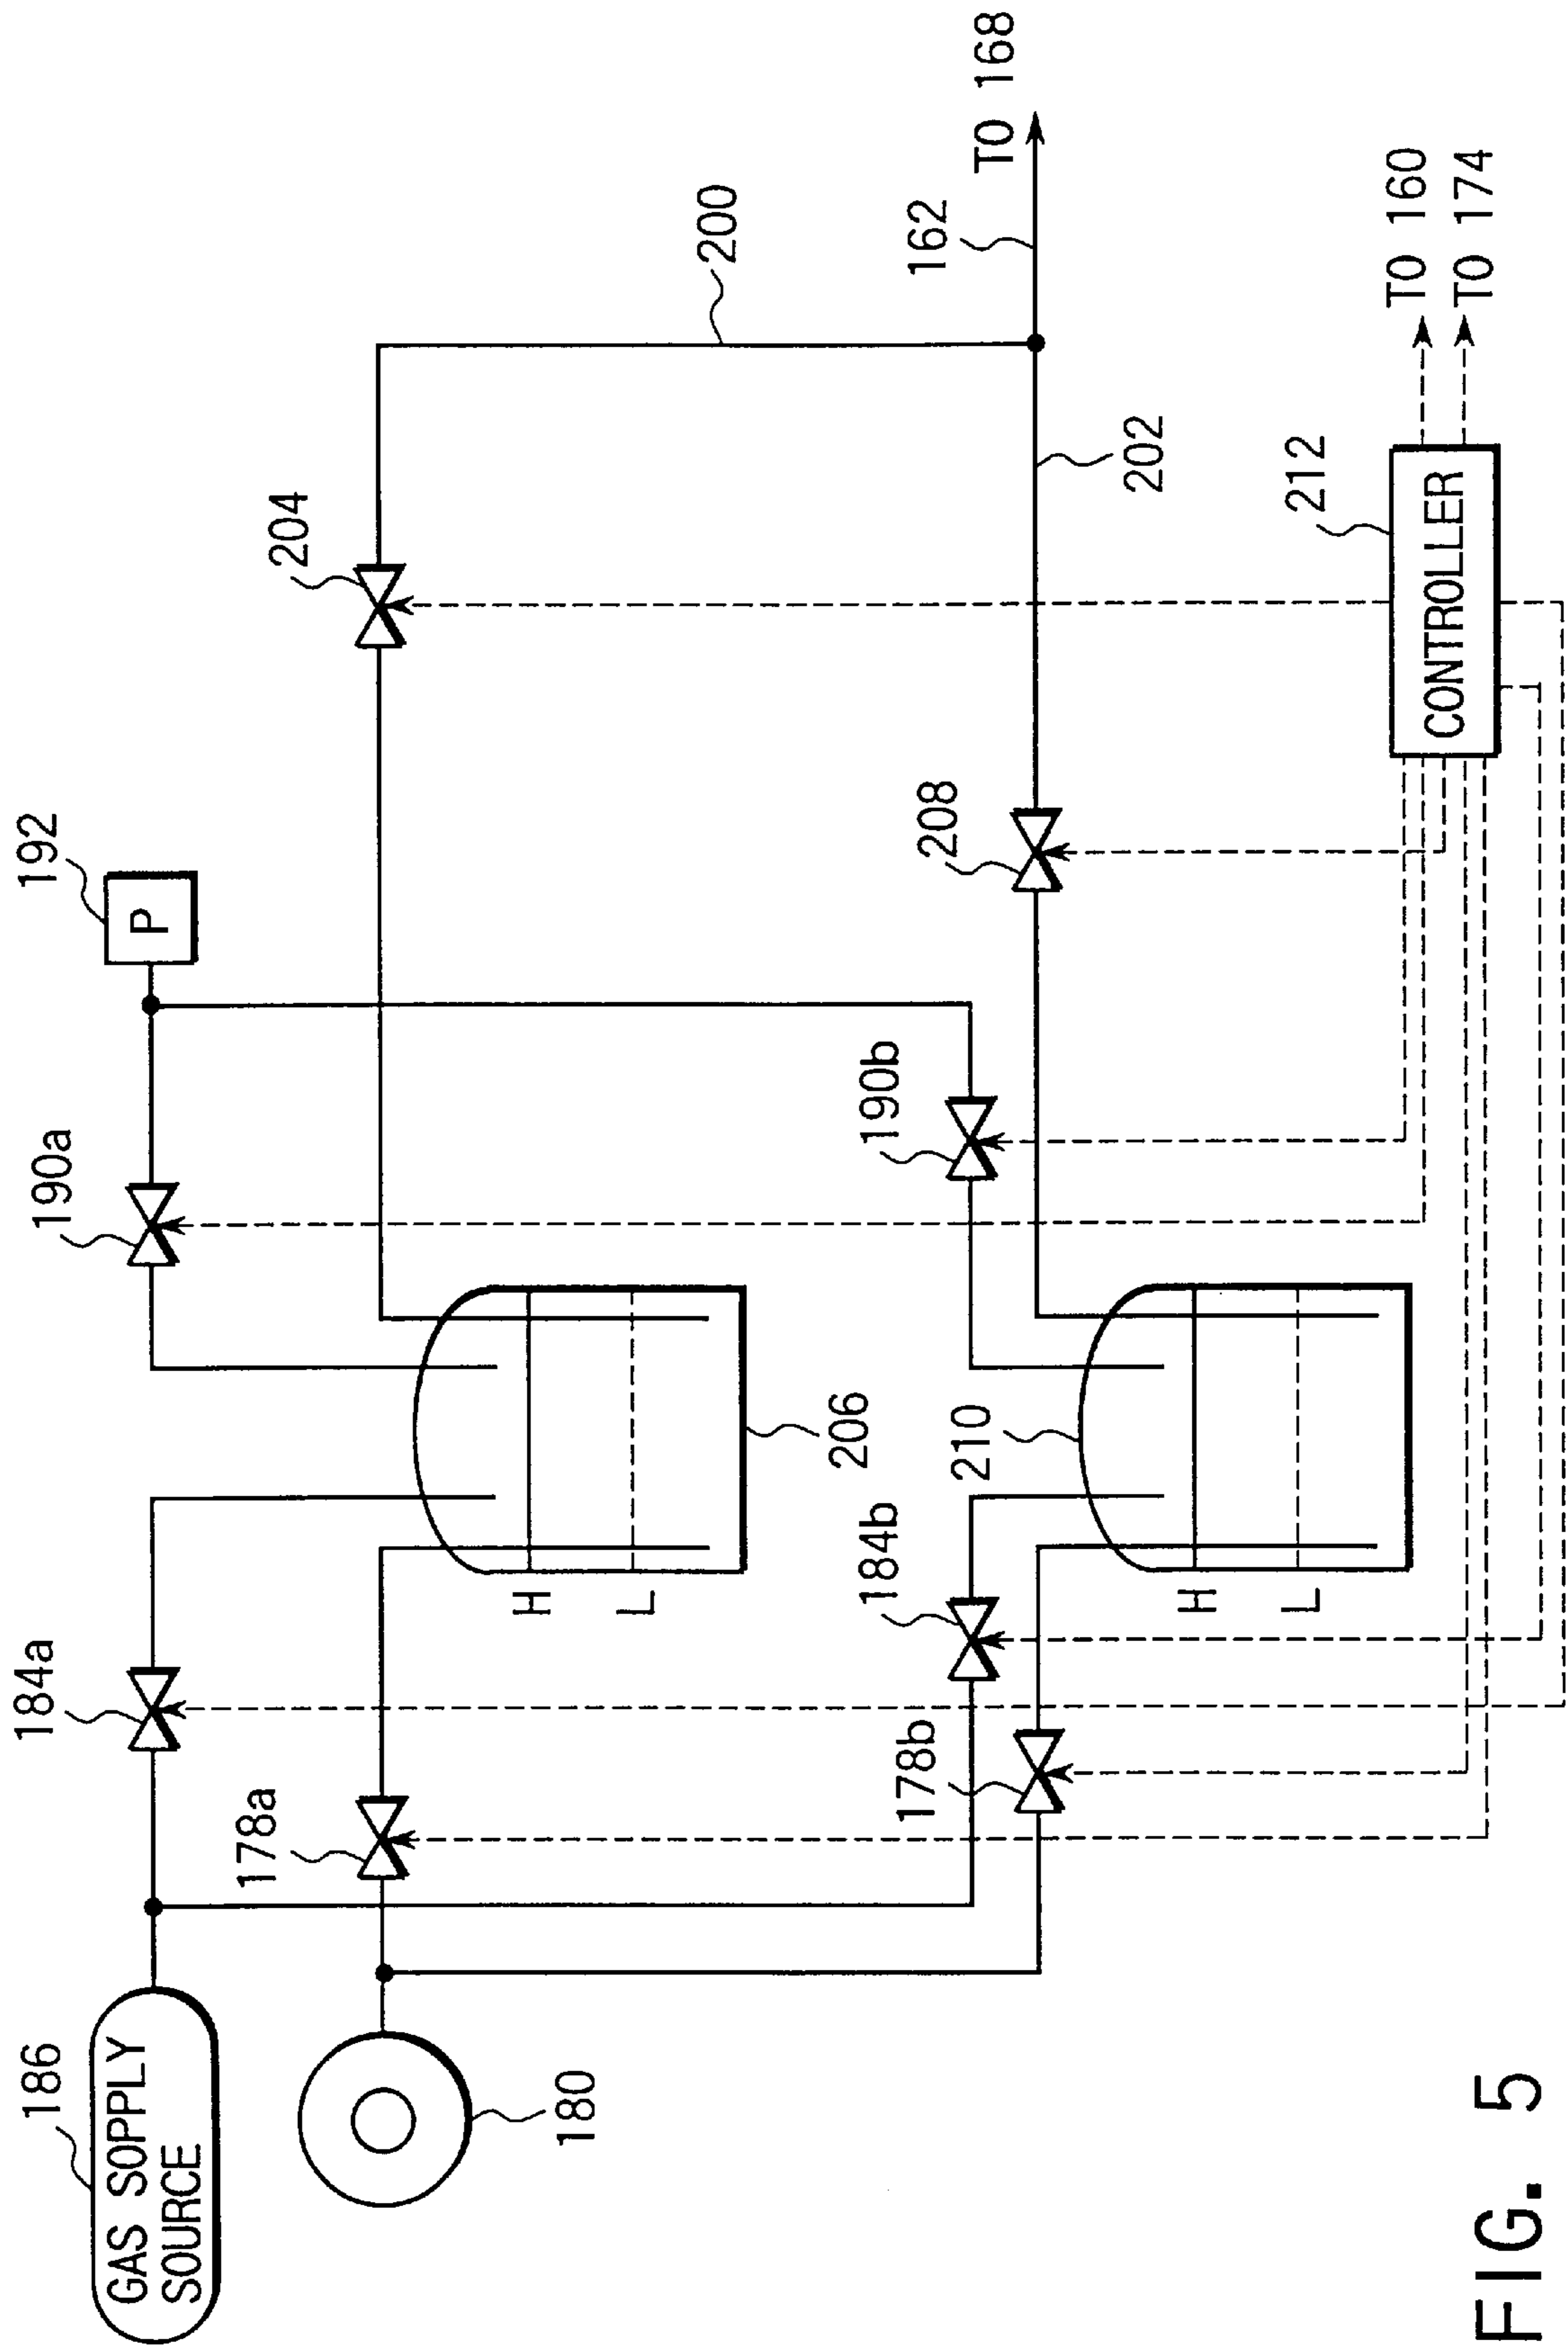 186
GAS SOPPLY
SOURCE
184a
190a
192
P
180
178a
H
L
206
204
200
178b
184b
210
H
L
190b
208
202
162
TO 168
212
CONTROLLER
TO 160
TO 174
FIG. 5